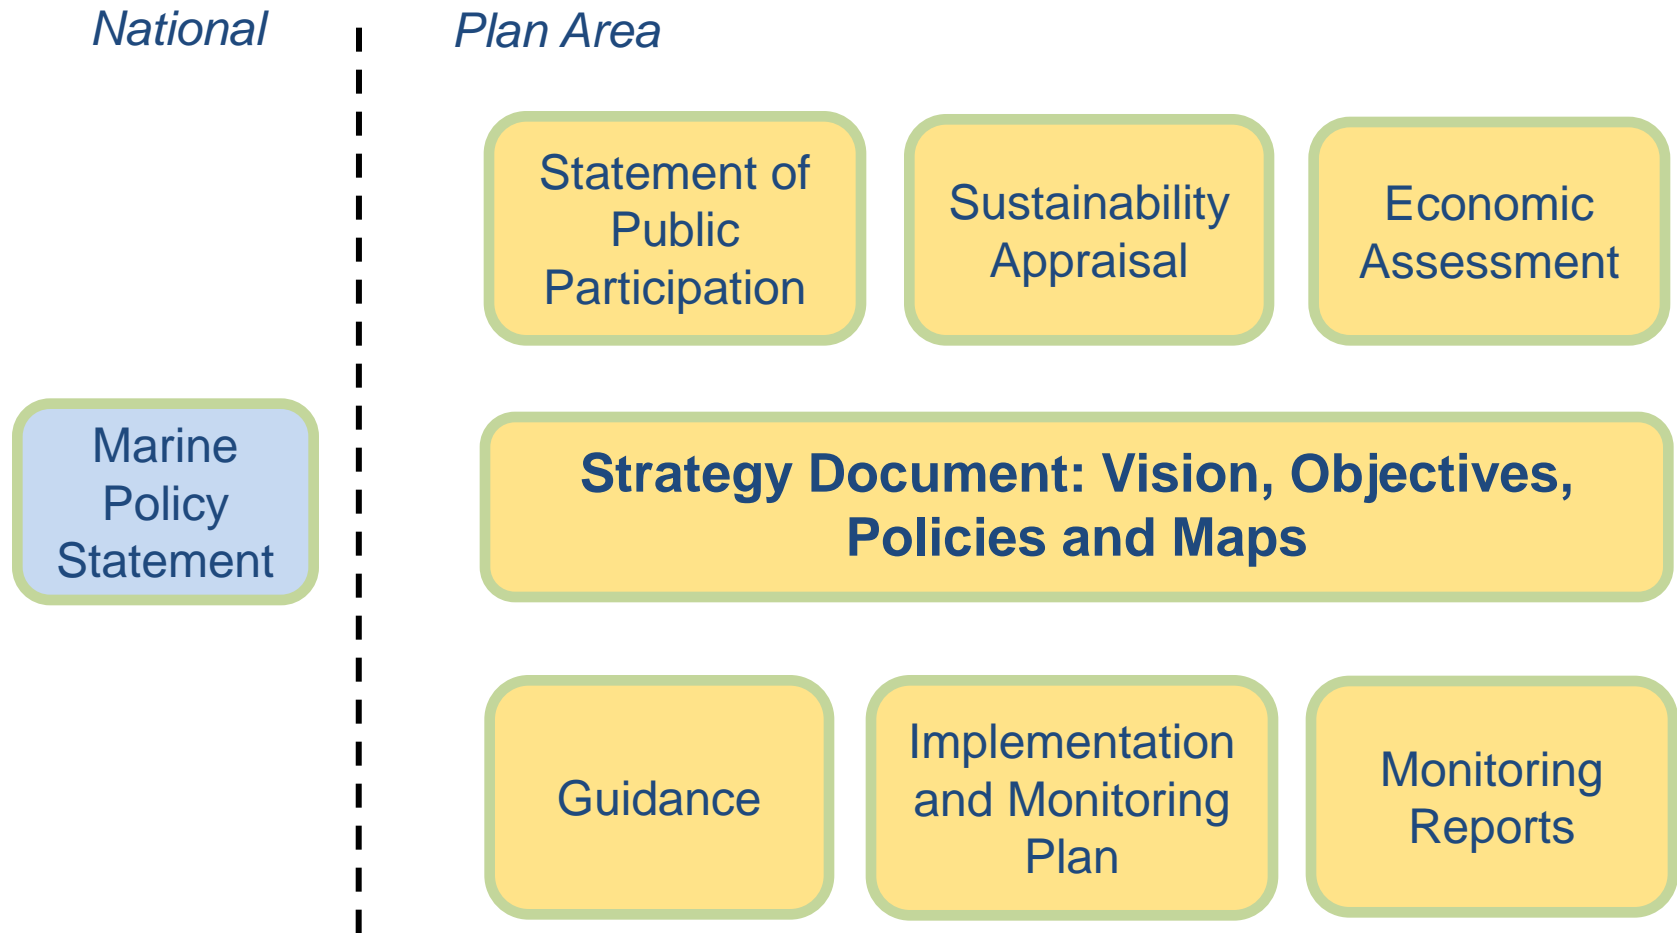 National
Plan Area
Statement of
Public
Participation
Sustainability
Appraisal
Economic
Assessment
Marine
Policy
Statement
Strategy Document: Vision, Objectives,
Policies and Maps
Guidance
Implementation
and Monitoring
Plan
Monitoring
Reports